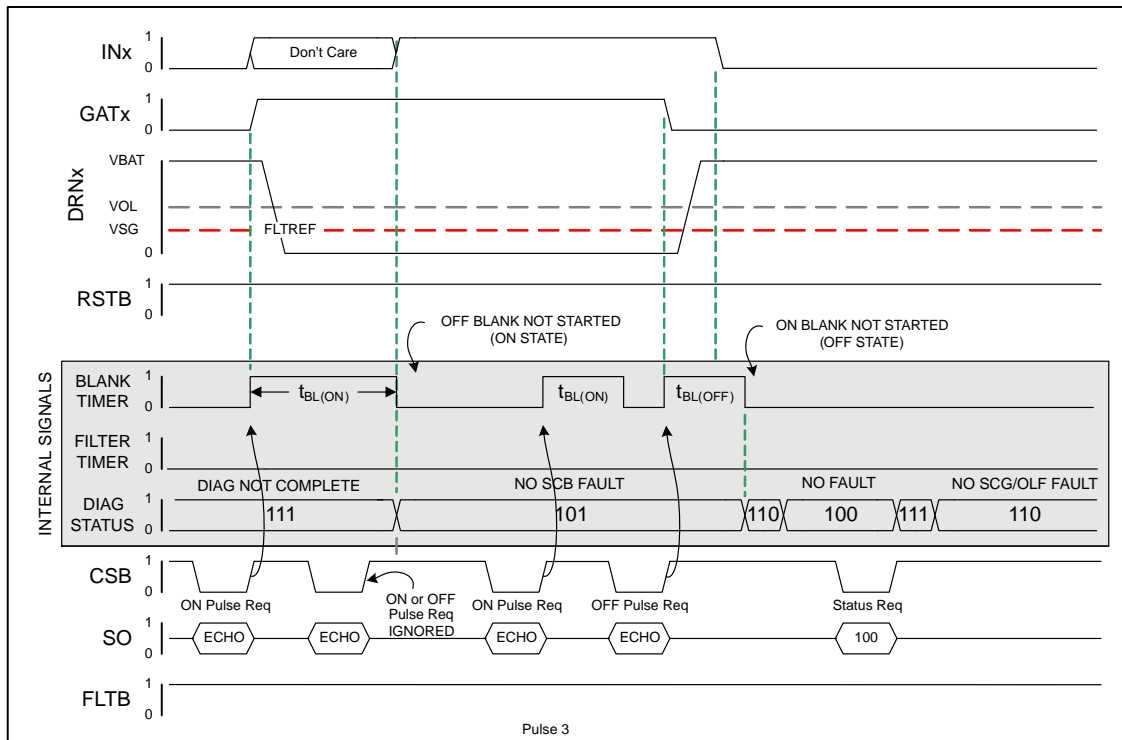 INx
1
0
Don't Care
GATx
1
0
DRNx
VBAT
VOL
VSG
FLTREF
0
RSTB
1
0
OFF BLANK NOT STARTED
(ON STATE)
ON BLANK NOT STARTED
(OFF STATE)
INTERNAL SIGNALS
BLANK
TIMER
1
0
tBL(ON)
tBL(ON)
tBL(OFF)
FILTER
TIMER
1
0
DIAG NOT COMPLETE
NO SCB FAULT
NO FAULT
NO SCG/OLF FAULT
DIAG
STATUS
1
0
111
101
110
100
111
110
CSB
1
0
ON Pulse Req
ON or OFF
Pulse Req
IGNORED
ON Pulse Req
OFF Pulse Req
Status Req
SO
1
0
ECHO
ECHO
ECHO
ECHO
100
FLTB
1
0
Pulse 3